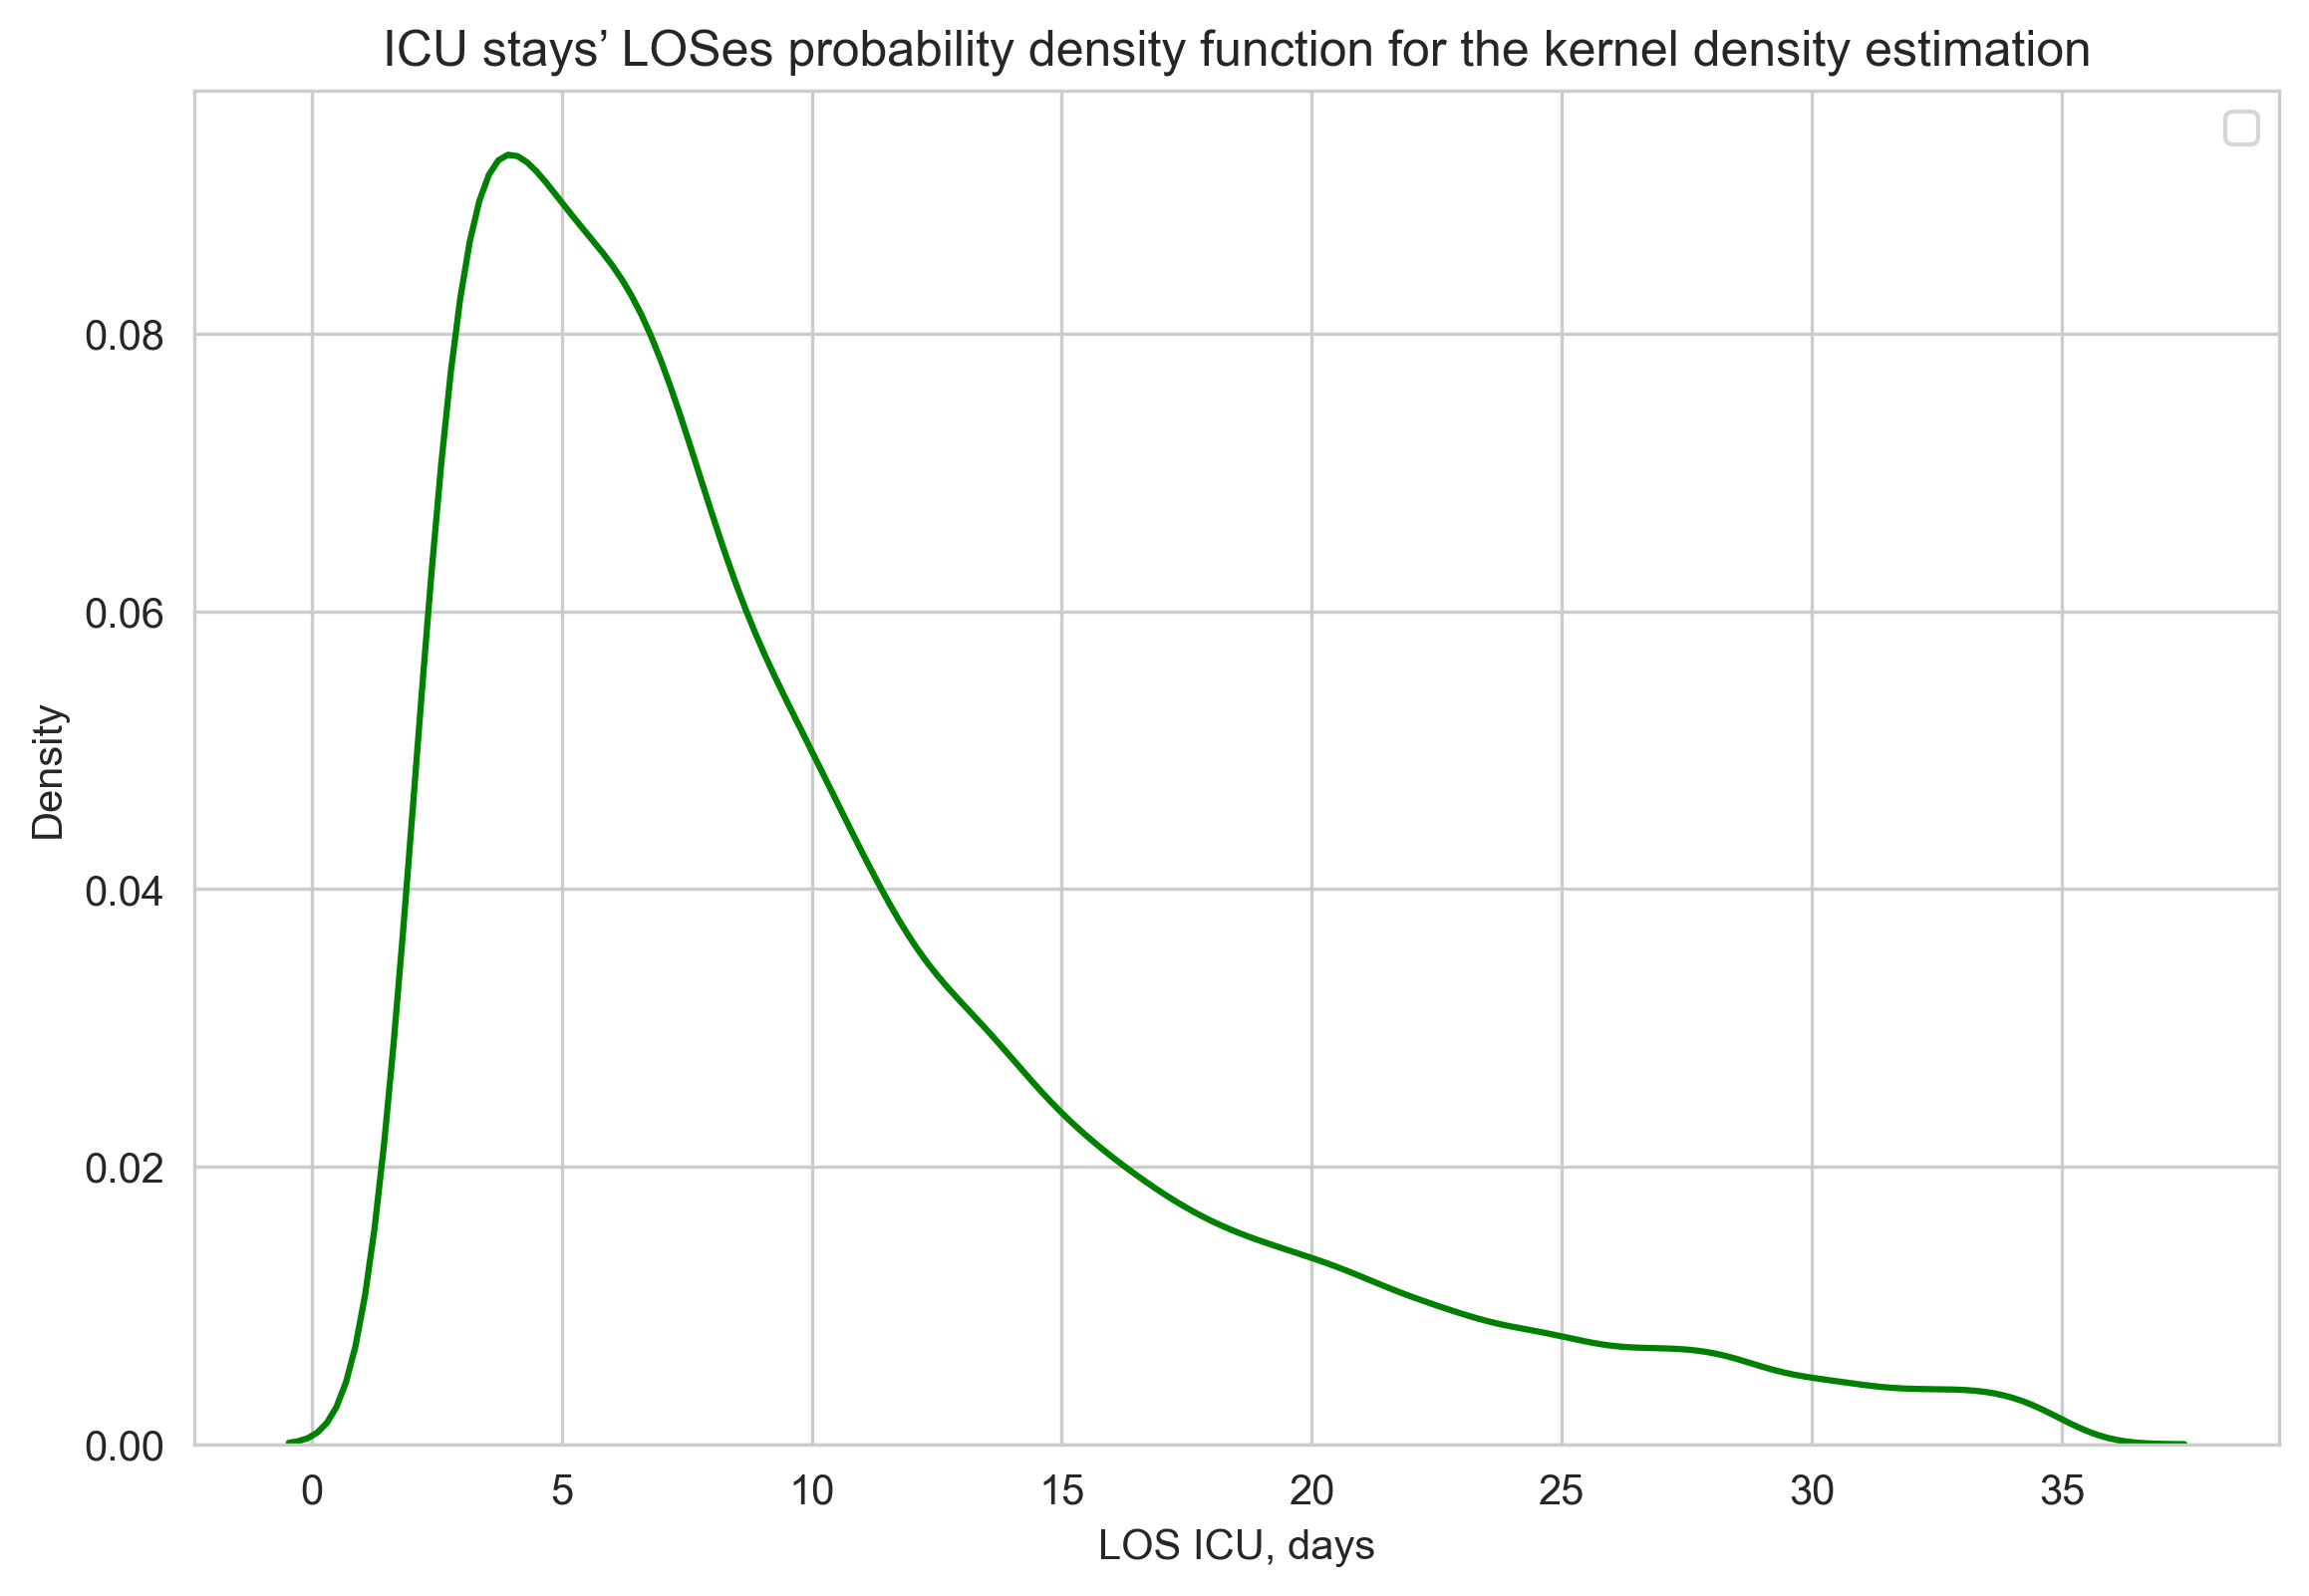 ICU stays’ LOSes probability density function for the kernel density estimation
0.08
0.06
0.04
0.02
0.00
Density
0 5 10 15 20 25 30 35
LOS ICU, days